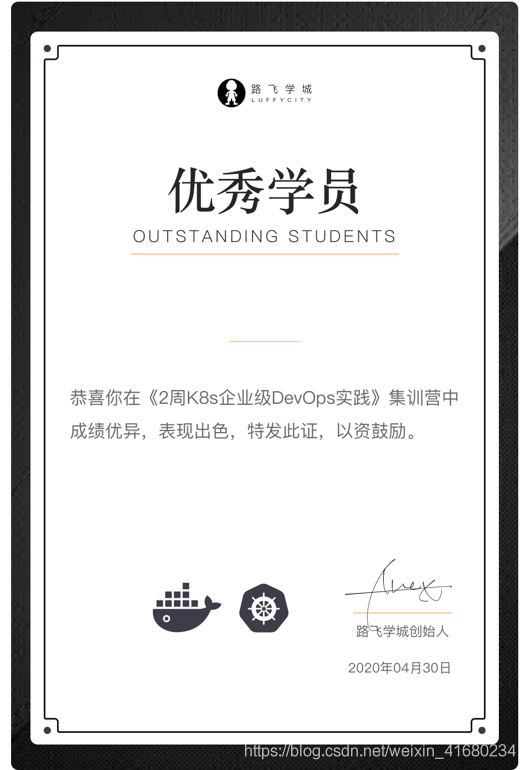 路飞学城
LUFFYCITY
优秀学员
OUTSTANDING STUDENTS
恭喜你在《2周K8s企业级DevOps实践》集训营中
成绩优异，表现出色，特发此证，以资鼓励。
Alex
路飞学城创始人
2020年04月30日
https://blog.csdn.net/weixin_41680234